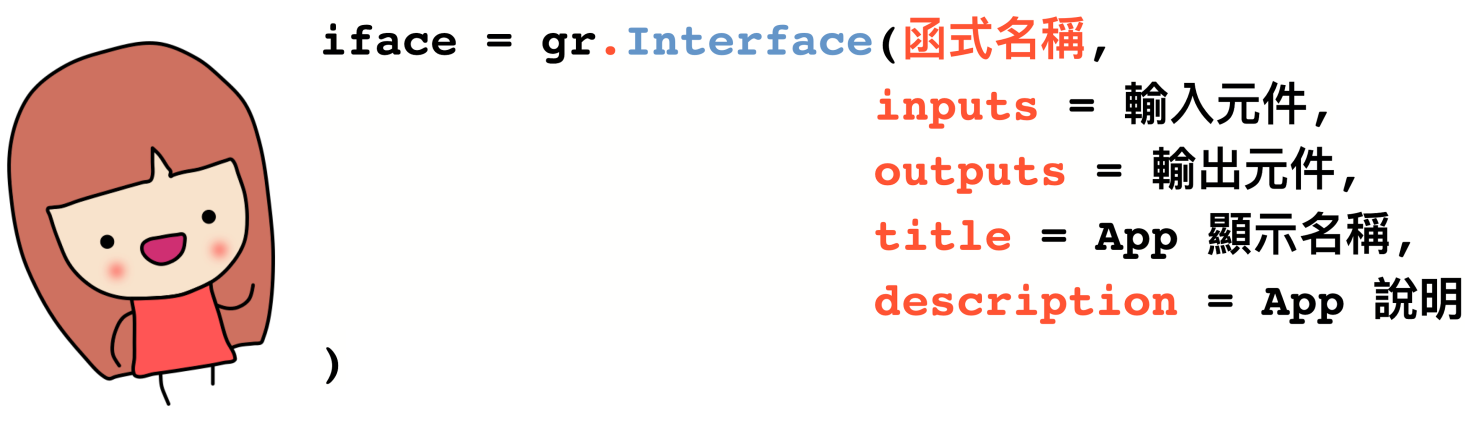 iface = gr.Interface(函式名稱,
inputs = 輸入元件,
outputs = 輸出元件,
title = App 顯示名稱,
description = App 說明
)